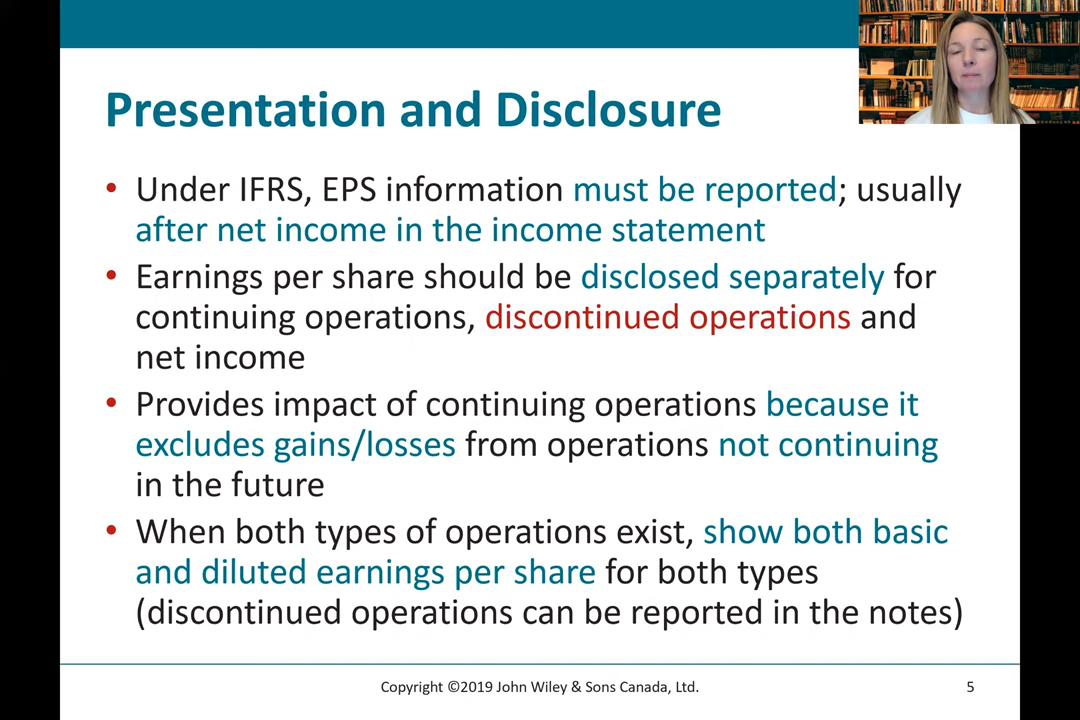 Presentation and Disclosure
• Under IFRS, EPS information must be reported; usually
after net income in the income statement
• Earnings per share should be disclosed separately for
continuing operations, discontinued operations and
net income
• Provides impact of continuing operations because it
excludes gains/losses from operations not continuing
in the future
• When both types of operations exist, show both basic
and diluted earnings per share for both types
(discontinued operations can be reported in the notes)
Copyright ©2019 John Wiley & Sons Canada, Ltd.
5